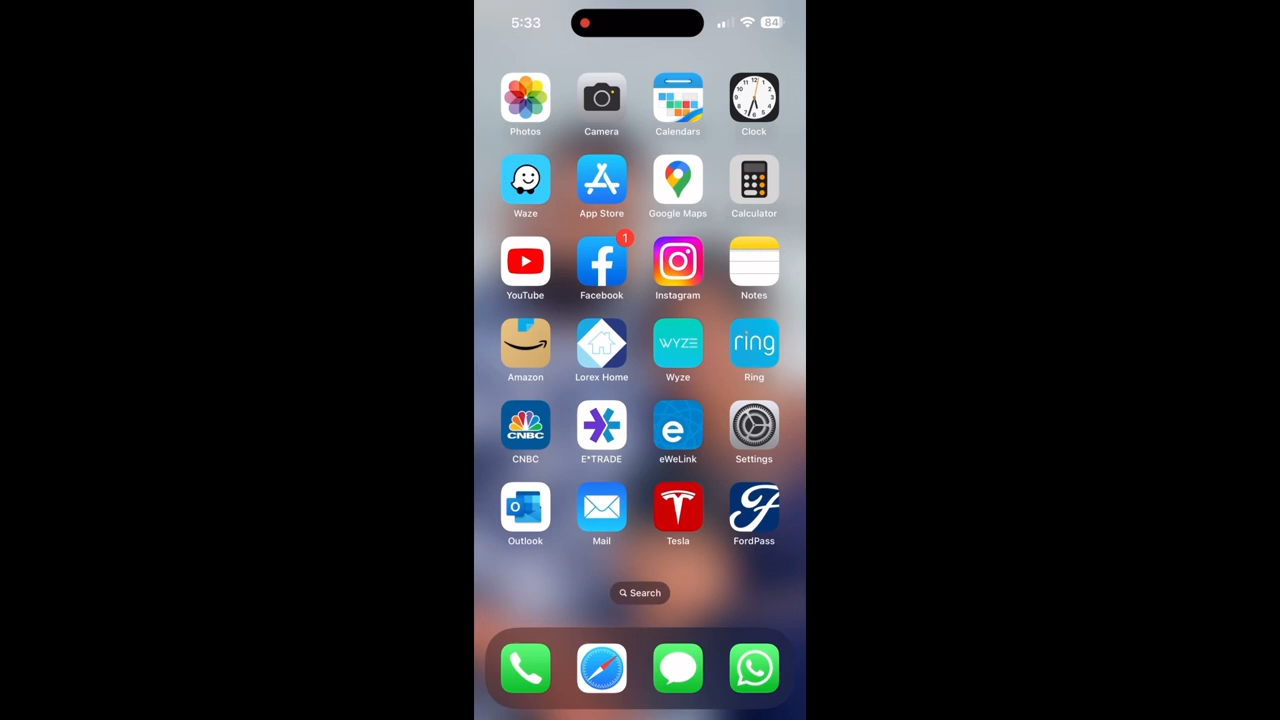 5:33 84
Photos Camera Calendars Clock
Waze App Store Google Maps Calculator
1
YouTube Facebook Instagram Notes
WYZE ring
Amazon Lorex Home Wyze Ring
CNBC e
CNBC E*TRADE eWeLink Settings
Outlook Mail Tesla FordPass
Search